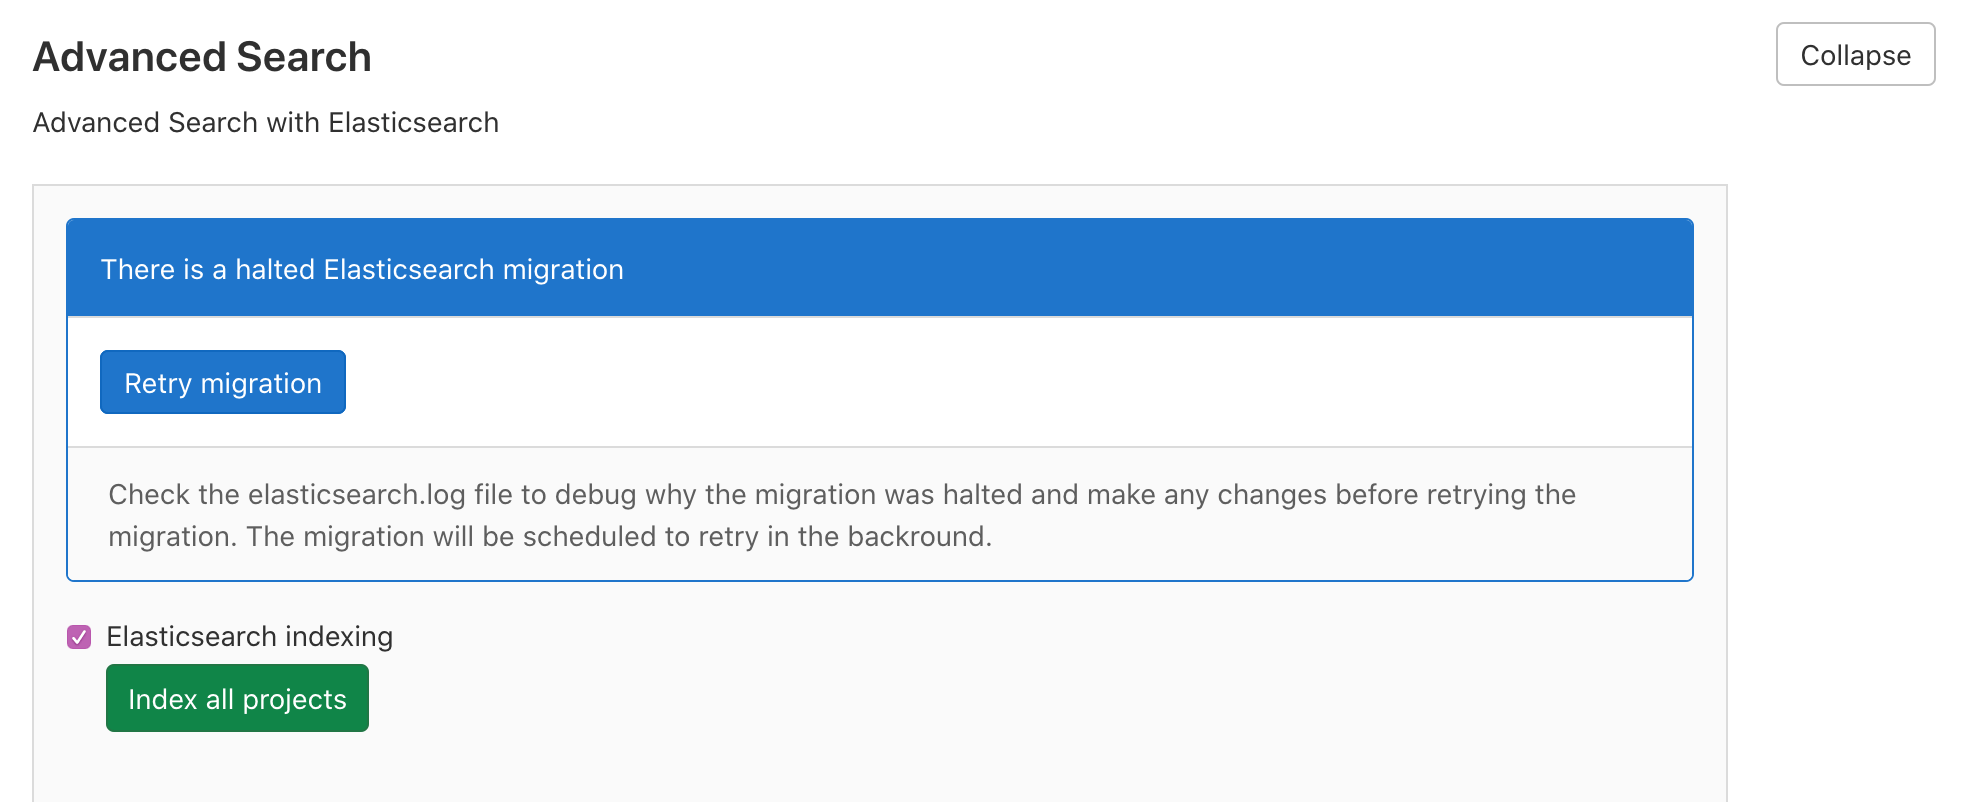 Advanced Search
Collapse
Advanced Search with Elasticsearch
There is a halted Elasticsearch migration
Retry migration
Check the elasticsearch.log file to debug why the migration was halted and make any changes before retrying the
migration. The migration will be scheduled to retry in the backround.
Elasticsearch indexing
Index all projects